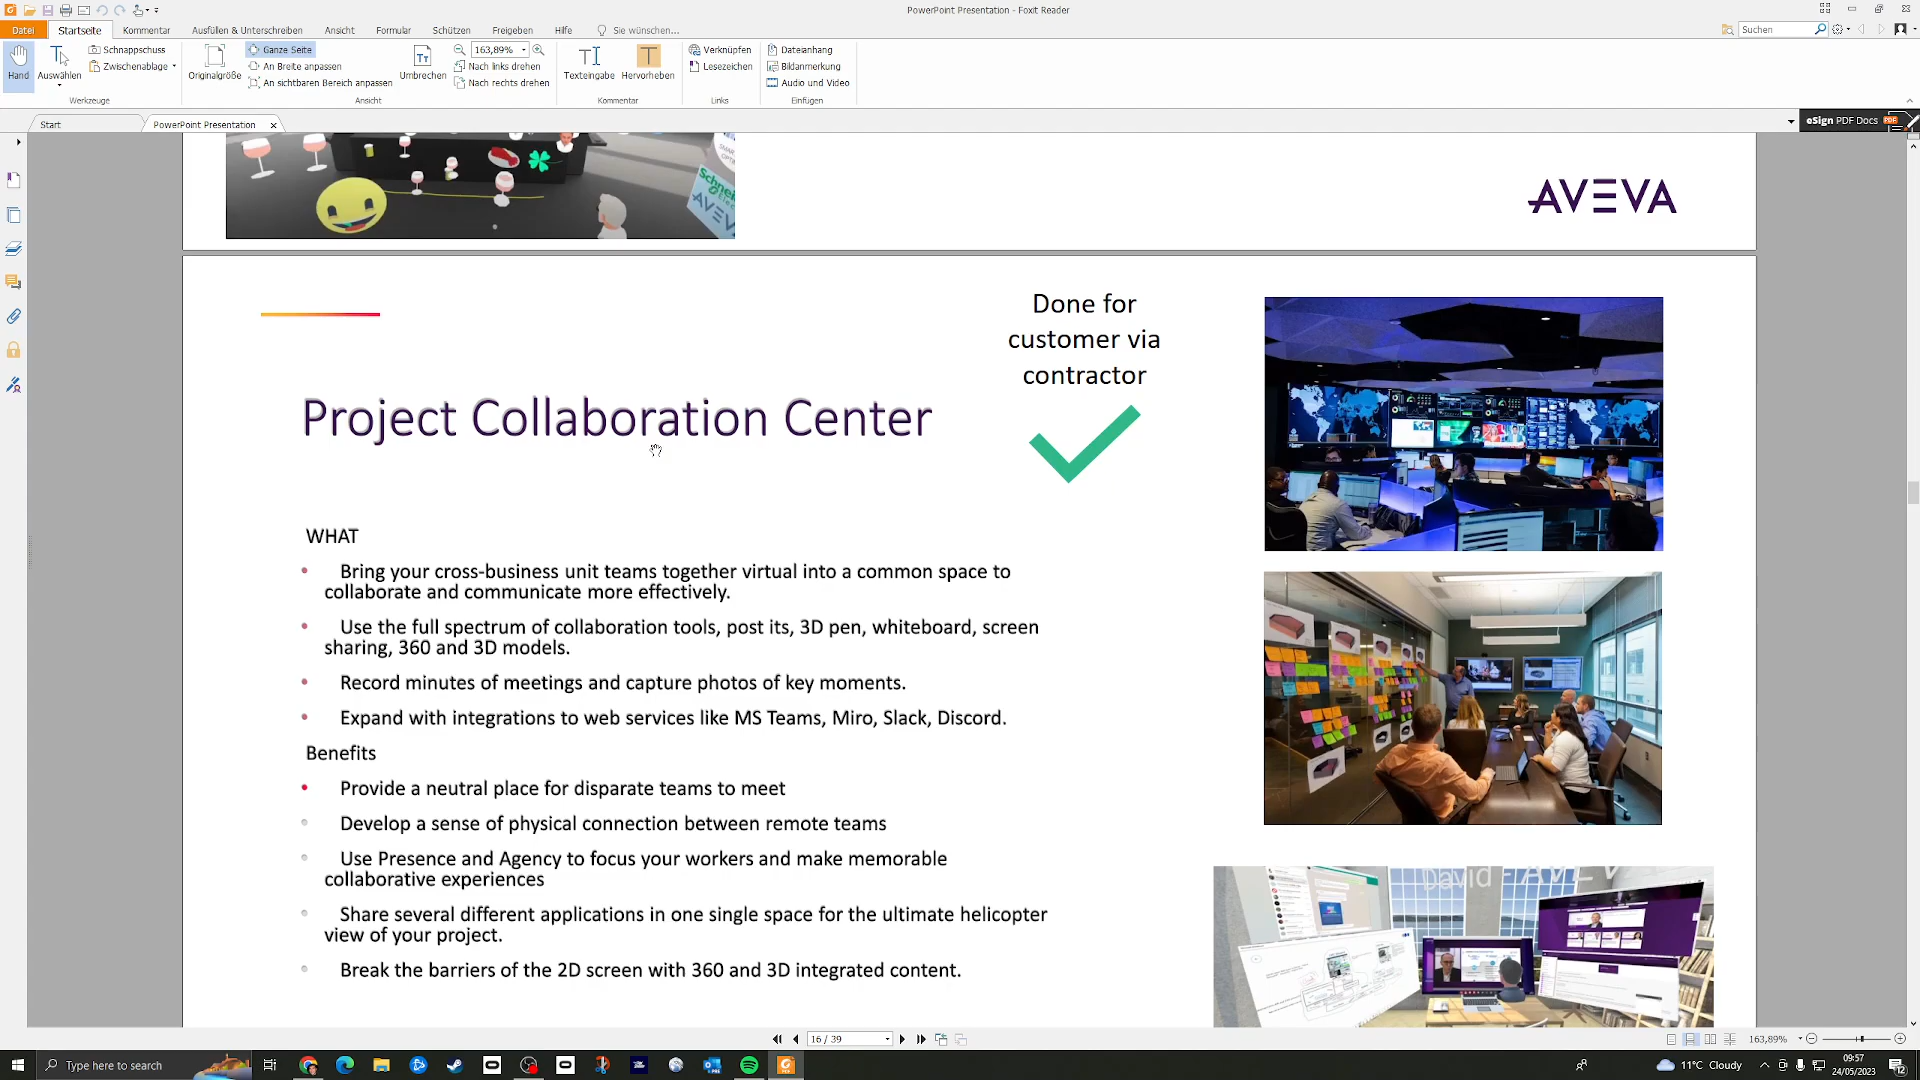 PowerPoint Presentation - Foxit Reader
Datei
Startseite
Kommentar
Ausfüllen & Unterschreiben
Ansicht
Formular
Schützen
Freigeben
Hilfe
Sie wünschen...
Suchen
Hand
Auswählen
Schnappschuss
Zwischenablage
Werkzeuge
Originalgröße
Ganze Seite
An Breite anpassen
An sichtbaren Bereich anpassen
Umbrechen
163,89%
Nach links drehen
Nach rechts drehen
Ansicht
Texteingabe
Hervorheben
Kommentar
Verknüpfen
Lesezeichen
Links
Dateianhang
Bildanmerkung
Audio und Video
Einfügen
Start
PowerPoint Presentation
eSign PDF Docs
AVEVA
Done for
customer via
contractor
Project Collaboration Center
WHAT
Bring your cross-business unit teams together virtual into a common space to
collaborate and communicate more effectively.
Use the full spectrum of collaboration tools, post its, 3D pen, whiteboard, screen
sharing, 360 and 3D models.
Record minutes of meetings and capture photos of key moments.
Expand with integrations to web services like MS Teams, Miro, Slack, Discord.
Benefits
Provide a neutral place for disparate teams to meet
Develop a sense of physical connection between remote teams
Use Presence and Agency to focus your workers and make memorable
collaborative experiences
Share several different applications in one single space for the ultimate helicopter
view of your project.
Break the barriers of the 2D screen with 360 and 3D integrated content.
David - AVEV
16 / 39
163,89%
Type here to search
11°C Cloudy
09:57
24/05/2023